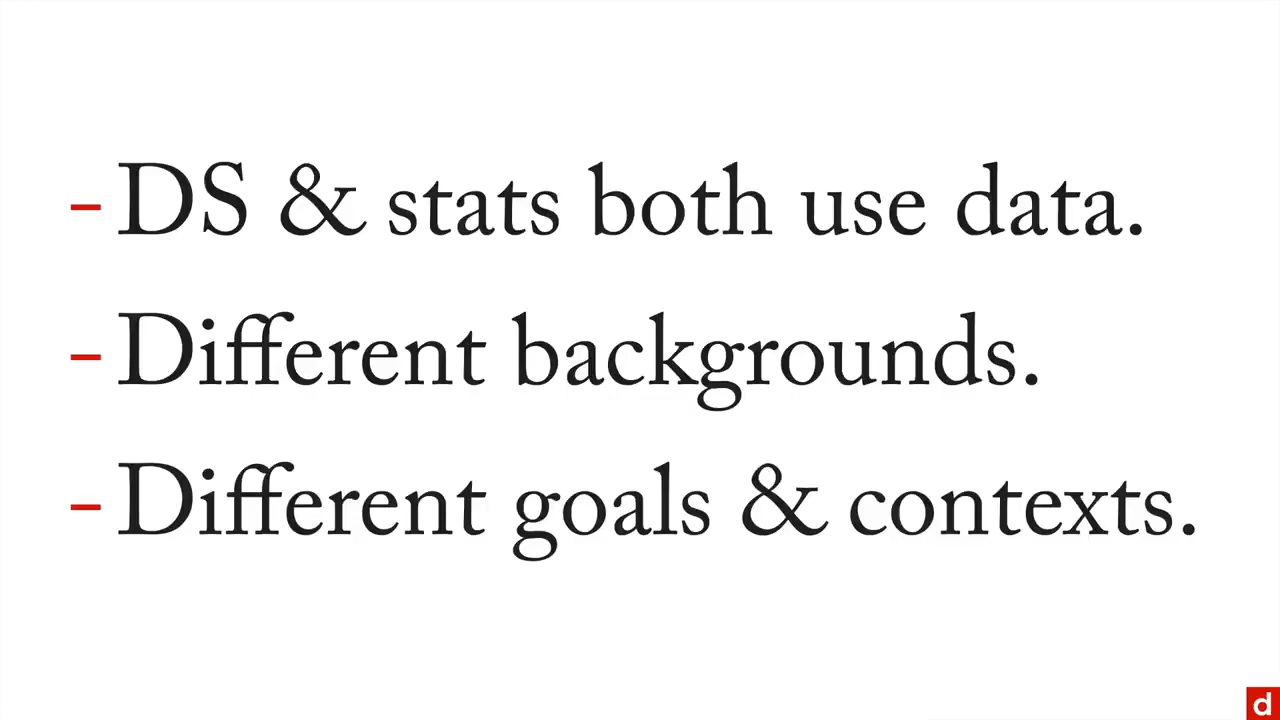 - DS & stats both use data.
- Different backgrounds.
- Different goals & contexts.
d